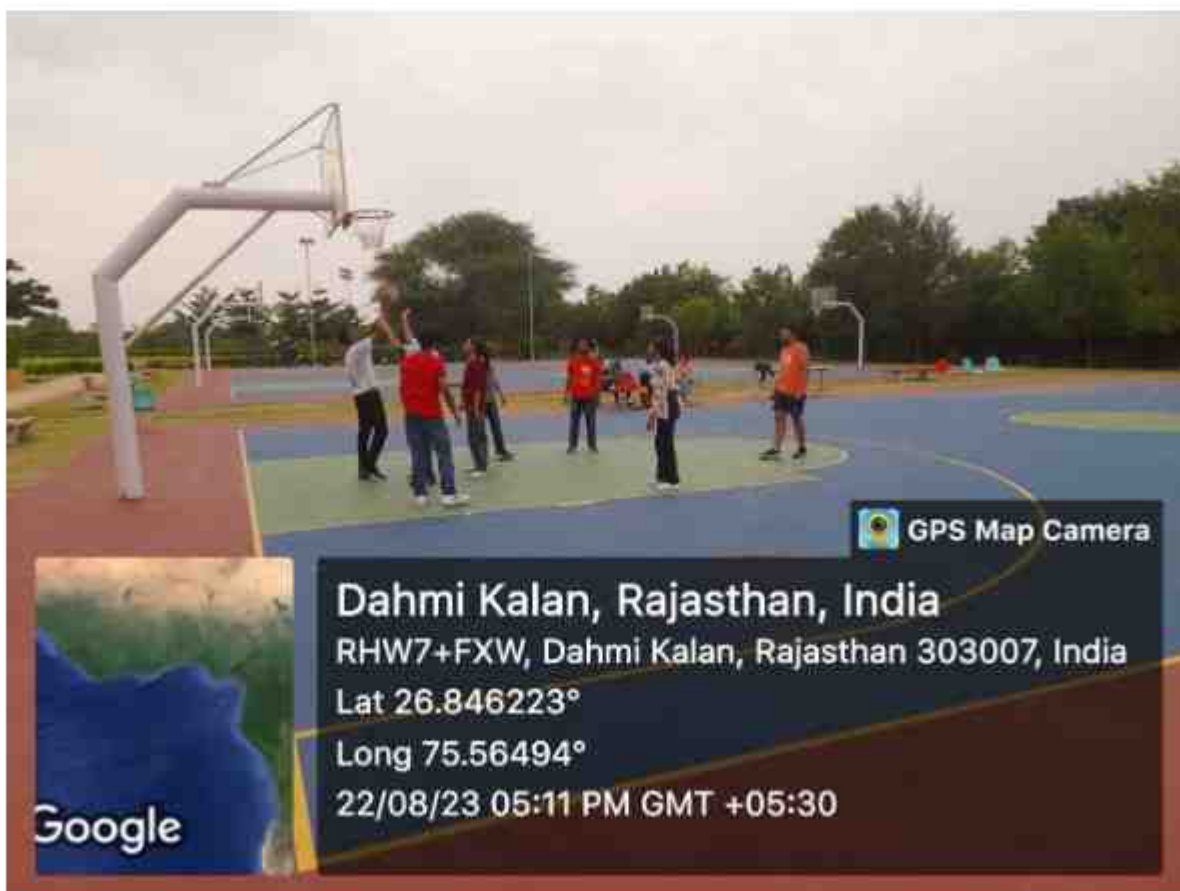 GPS Map Camera
Dahmi Kalan, Rajasthan, India
RHW7+FXW, Dahmi Kalan, Rajasthan 303007, India
Lat 26.846223°
Long 75.56494°
22/08/23 05:11 PM GMT +05:30
Google